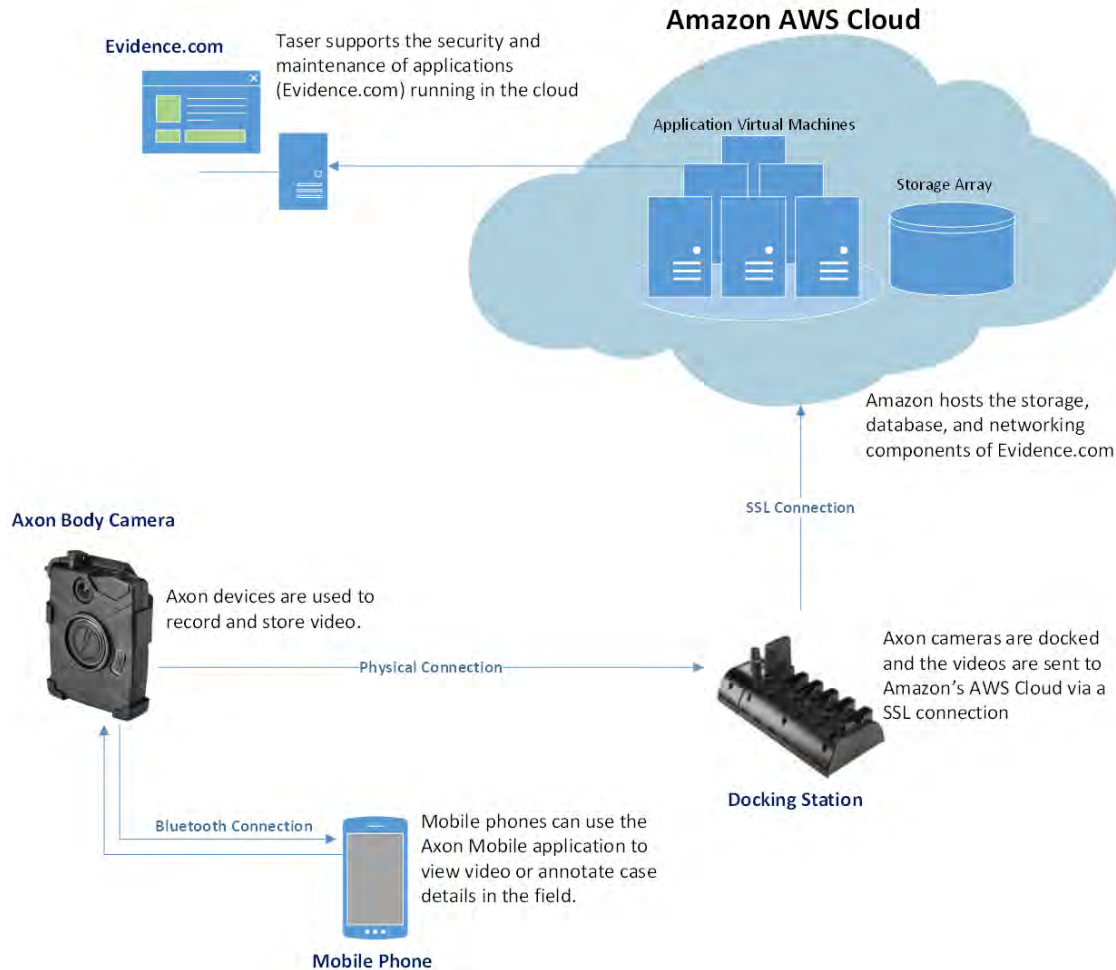 Amazon AWS Cloud
Evidence.com
Taser supports the security and
maintenance of applications
(Evidence.com) running in the cloud
Application Virtual Machines
Storage Array
Amazon hosts the storage,
database, and networking
components of Evidence.com
SSL Connection
Axon Body Camera
Axon devices are used to
record and store video.
Physical Connection
Axon cameras are docked
and the videos are sent to
Amazon's AWS Cloud via a
SSL connection
Docking Station
Bluetooth Connection
Mobile phones can use the
Axon Mobile application to
view video or annotate case
details in the field.
Mobile Phone